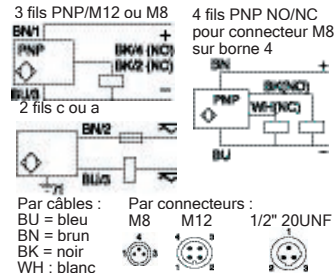 3 fils PNP/M12 ou M8
BN/1
+
PNP
BK/4 (NO)
BK/2 (NC)
BU/3
−
4 fils PNP NO/NC
pour connecteur M8
sur borne 4
BN
+
PNP
BK(NO)
WH(NC)
BU
−
2 fils c ou a
BN/2
BU/3
Par câbles :
BU = bleu
BN = brun
BK = noir
WH : blanc
Par connecteurs :
M8 M12 1/2" 20UNF